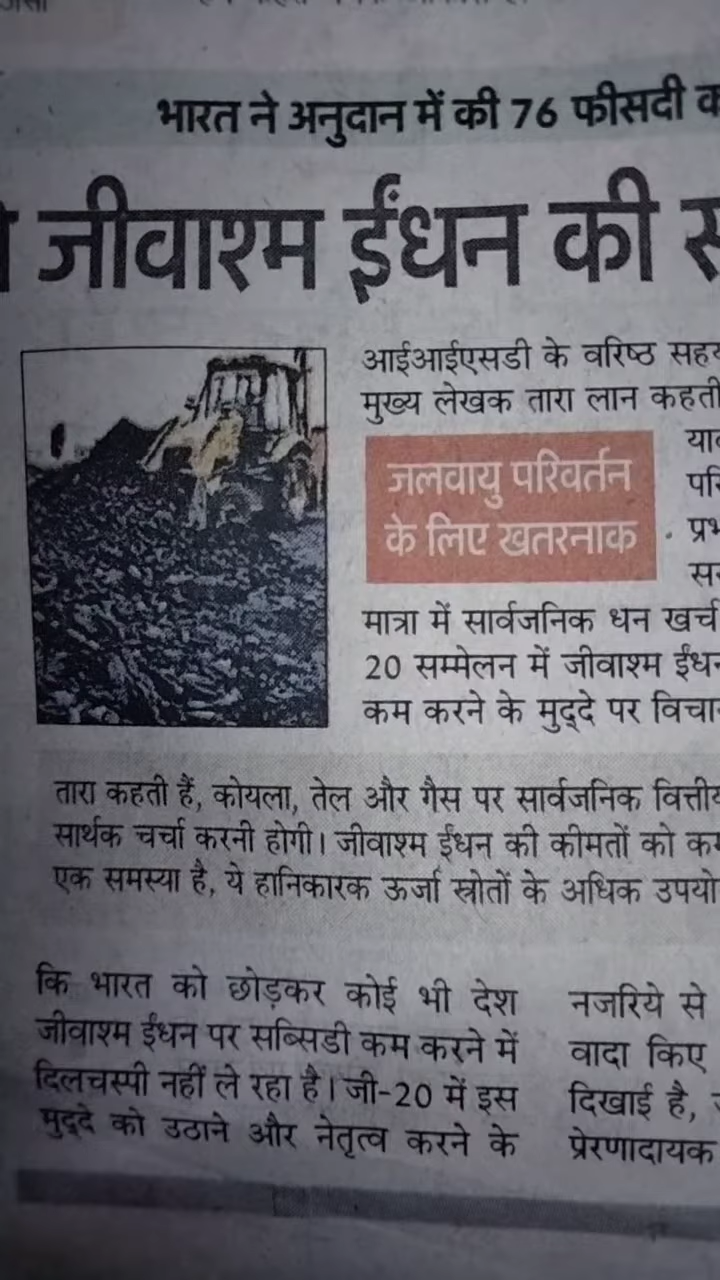 भारत ने अनुदान में की 76 फीसदी
जीवाश्म ईंधन की
आईआईएसडी के वरिष्ठ
मुख्य लेखक तारा लान कहती
जलवायु परिवर्तन
के लिए खतरनाक
मात्रा में सार्वजनिक धन खर्च
20 सम्मेलन में जीवाश्म
कम करने के मुद्दे पर
तारा कहती हैं, कोयला, तेल और गैस पर सार्वजनिक
सार्थक चर्चा करनी होगी। जीवाश्म ईंधन की कीमतों को
एक समस्या है, ये हानिकारक ऊर्जा स्रोतों के अधिक
कि भारत को छोड़कर कोई भी देश
जीवाश्म ईंधन पर सब्सिडी कम करने में
दिलचस्पी नहीं ले रहा है। जी-20 में इस
मुद्दे को उठाने और नेतृत्व करने के
नजरिये से
वादा किए
दिखाई है,
प्रेरणादायक